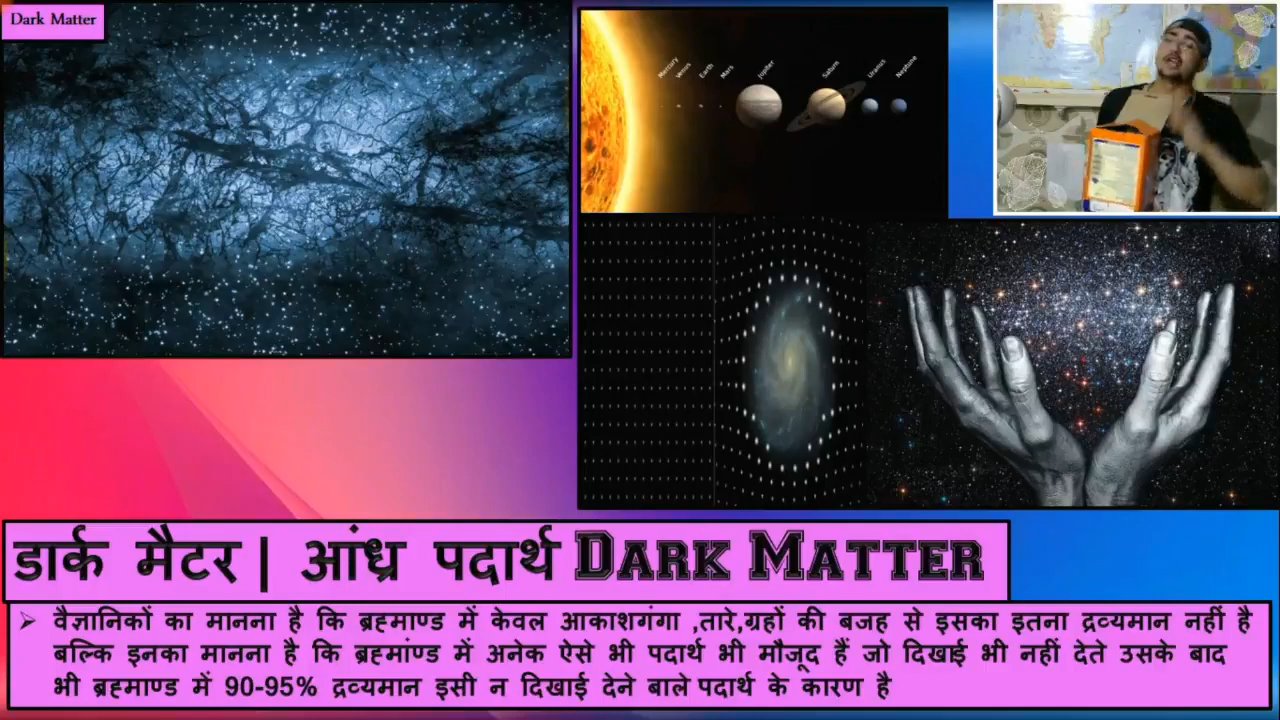 Dark Matter
Mercury
Venus
Earth
Mars
Jupiter
Saturn
Uranus
Neptune
डार्क मैटर | आंध्र पदार्थ DARK MATTER
➢ वैज्ञानिकों का मानना है कि ब्रह्माण्ड में केवल आकाशगंगा ,तारे,ग्रहों की बजह से इसका इतना द्रव्यमान नहीं है
बल्कि इनका मानना है कि ब्रह्मांण्ड में अनेक ऐसे भी पदार्थ भी मौजूद हैं जो दिखाई भी नहीं देते उसके बाद
भी ब्रह्माण्ड में 90-95% द्रव्यमान इसी न दिखाई देने बाले पदार्थ के कारण है